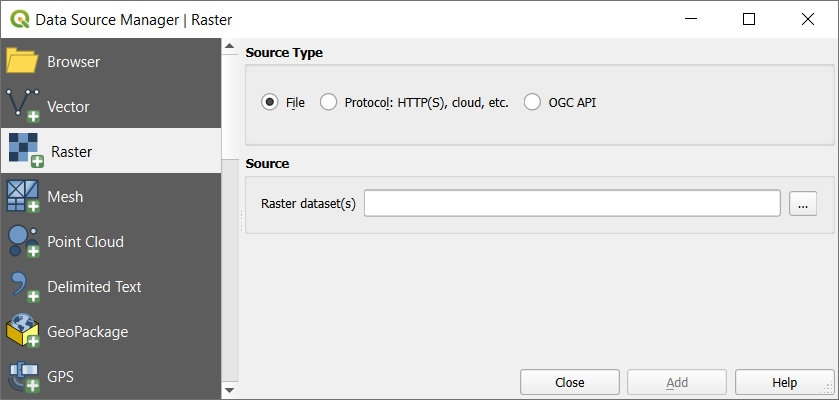 Data Source Manager | Raster
Browser
Vector
Raster
Mesh
Point Cloud
Delimited Text
GeoPackage
GPS
Source Type
File Protocol: HTTP(S), cloud, etc. OGC API
Source
Raster dataset(s) ...
Close Add Help